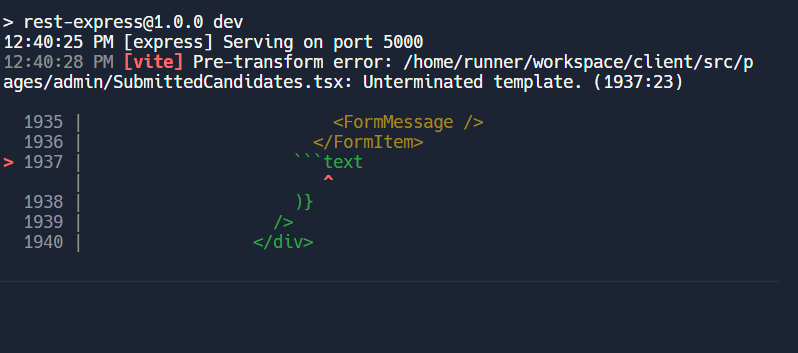 > rest-express@1.0.0 dev
12:40:25 PM [express] Serving on port 5000
12:40:28 PM [vite] Pre-transform error: /home/runner/workspace/client/src/p
ages/admin/SubmittedCandidates.tsx: Unterminated template. (1937:23)
  1935 |                         <FormMessage />
  1936 |                       </FormItem>
> 1937 |                     ```text
       |                        ^
  1938 |                     )}
  1939 |                   />
  1940 |                 </div>